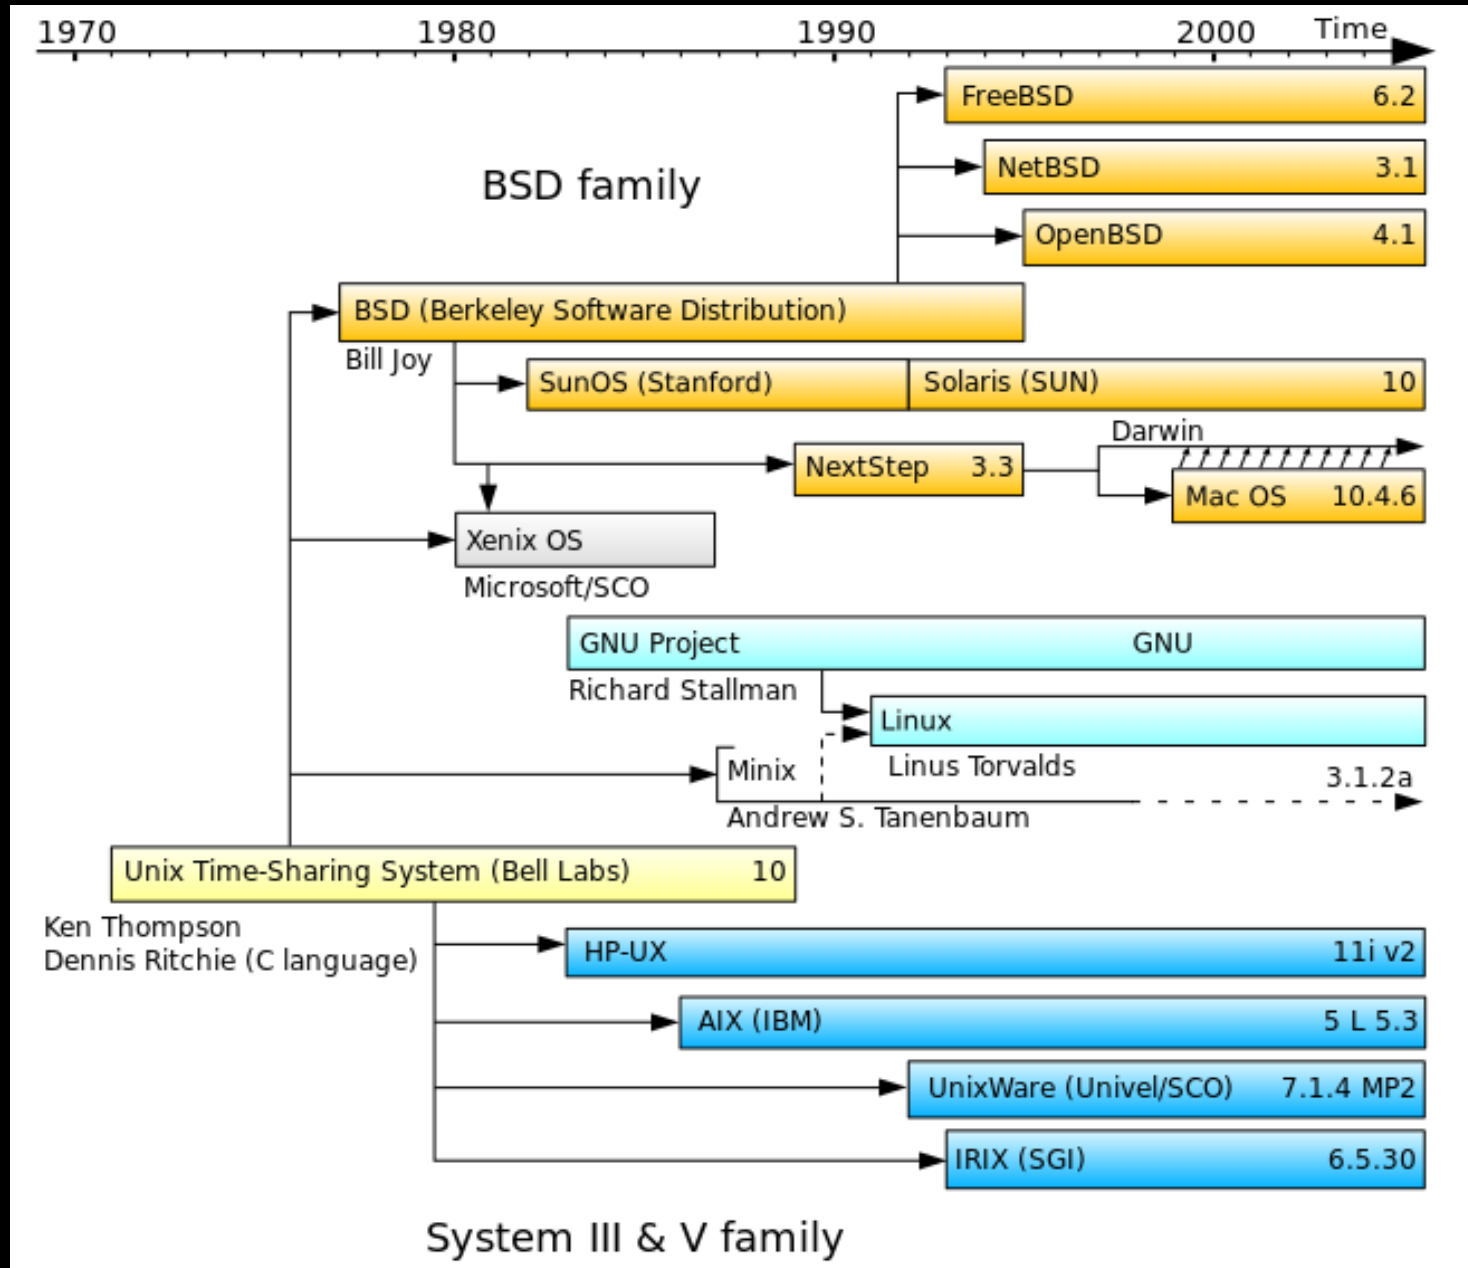 1970 1980 1990 2000 Time
FreeBSD 6.2
NetBSD 3.1
BSD family
OpenBSD 4.1
BSD (Berkeley Software Distribution)
Bill Joy
SunOS (Stanford) Solaris (SUN) 10
Darwin
NextStep 3.3
Mac OS 10.4.6
Xenix OS
Microsoft/SCO
GNU Project GNU
Richard Stallman
Linux
Linus Torvalds
Minix
3.1.2a
Andrew S. Tanenbaum
Unix Time-Sharing System (Bell Labs) 10
Ken Thompson
Dennis Ritchie (C language)
HP-UX 11i v2
AIX (IBM) 5 L 5.3
UnixWare (Univel/SCO) 7.1.4 MP2
IRIX (SGI) 6.5.30
System III & V family